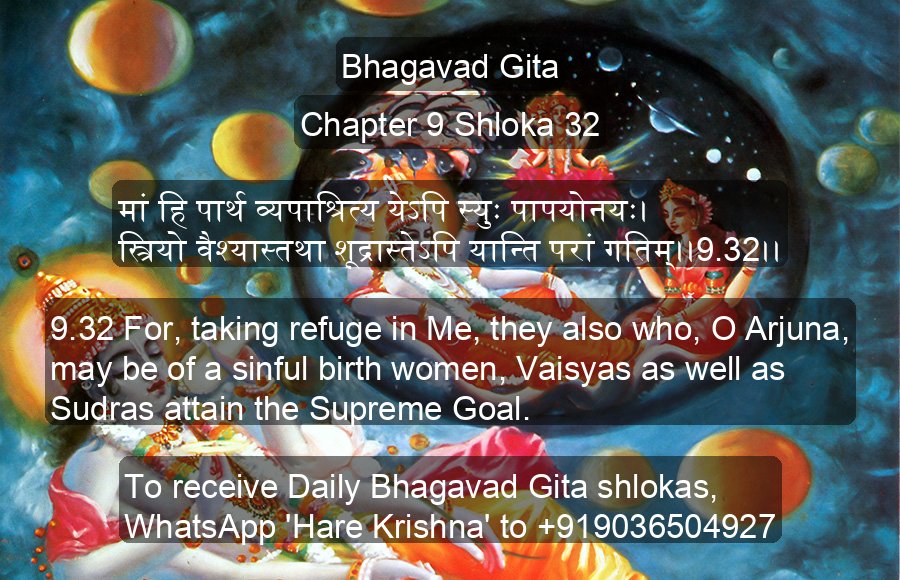 Bhagavad Gita
Chapter 9 Shloka 32
मां हि पार्थ व्यपाश्रित्य येऽपि स्युः पापयोनयः।
स्त्रियो वैश्यास्तथा शूद्रास्तेऽपि यान्ति परां गतिम्।।9.32।।
9.32 For, taking refuge in Me, they also who, O Arjuna,
may be of a sinful birth women, Vaisyas as well as
Sudras attain the Supreme Goal.
To receive Daily Bhagavad Gita shlokas,
WhatsApp 'Hare Krishna' to +919036504927